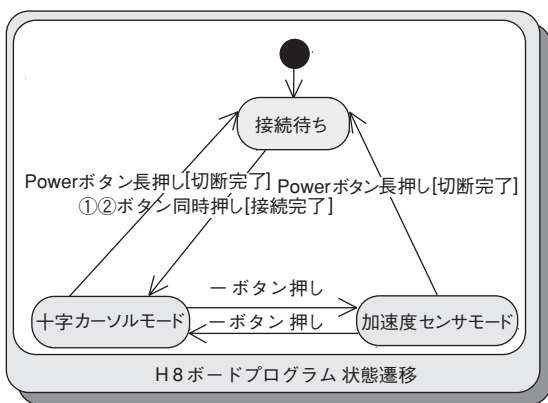 接続待ち
Powerボタン長押し[切断完了]
Powerボタン長押し[切断完了]
①②ボタン同時押し[接続完了]
ーボタン押し
十字カーソルモード
ーボタン押し
加速度センサモード
H8ボードプログラム 状態遷移